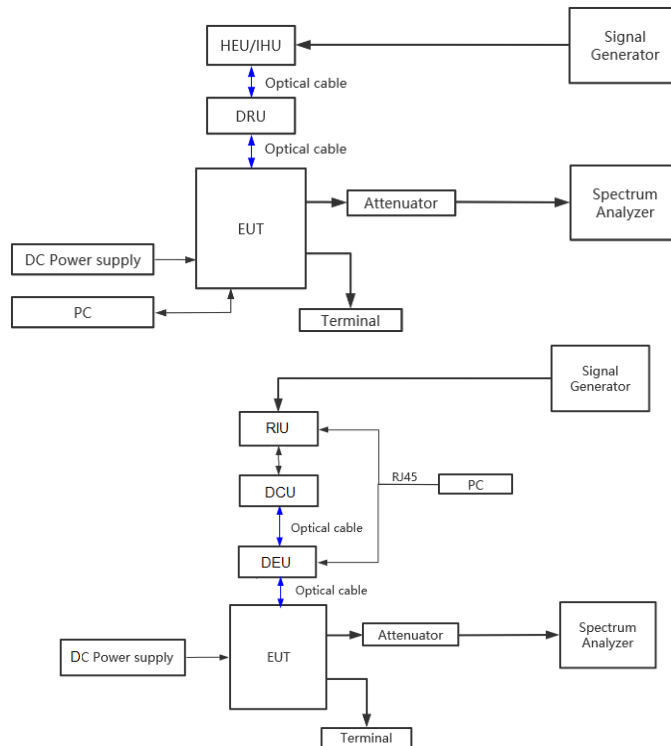 Signal
Generator
HEU/IHU
Optical cable
DRU
Optical cable
EUT
Attenuator
Spectrum
Analyzer
DC Power supply
PC
Terminal
Signal
Generator
RIU
RJ45
PC
DCU
Optical cable
DEU
Optical cable
EUT
Attenuator
Spectrum
Analyzer
DC Power supply
Terminal